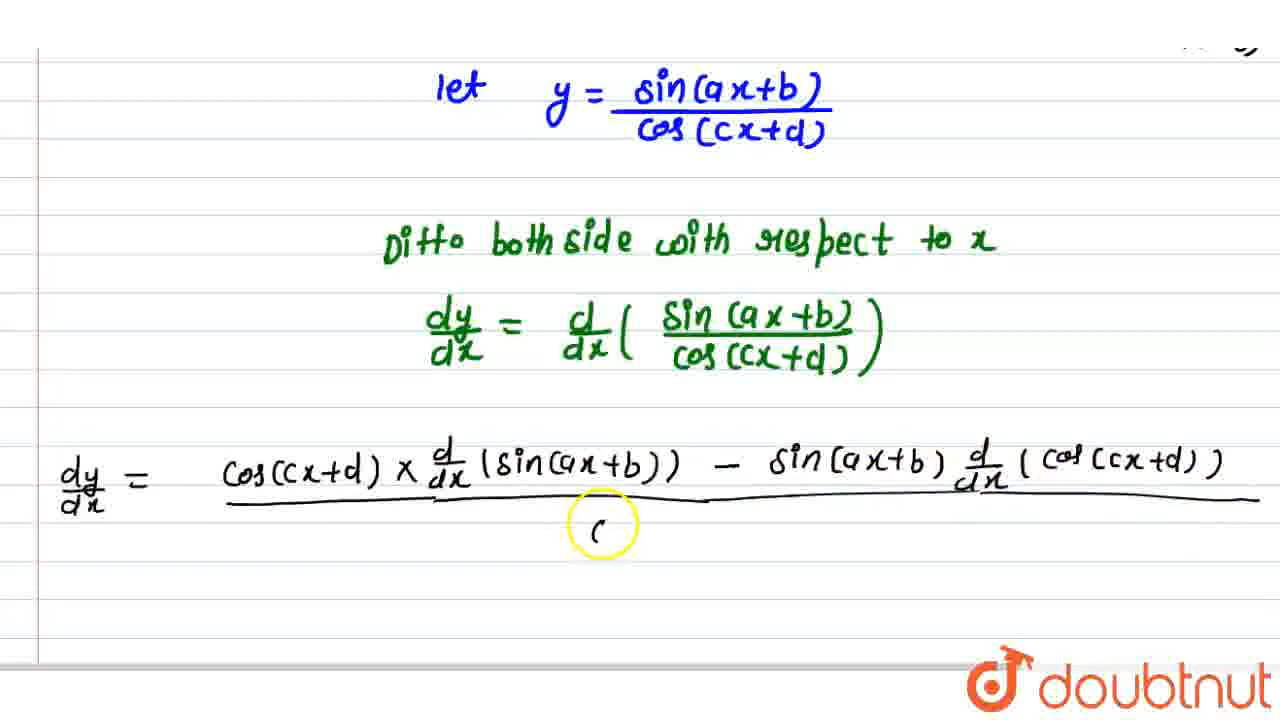 let y = sin(ax+b) / cos(cx+d)
Diffo both side with respect to x
dy/dx = d/dx ( sin(ax+b) / cos(cx+d) )
dy/dx = cos(cx+d) × d/dx (sin(ax+b)) – sin(ax+b) d/dx (cos(cx+d))
(
doubtnut